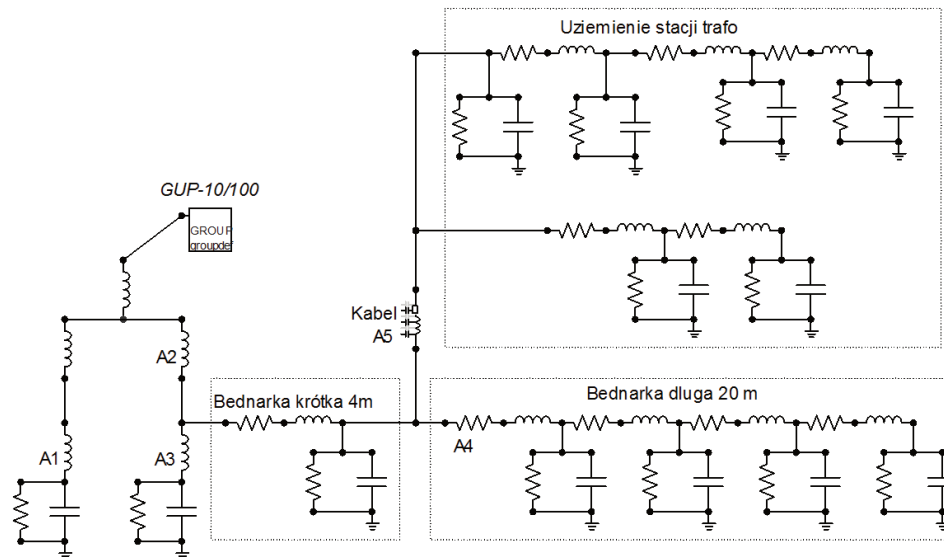 Uziemienie stacji trafo
GUP-10/100
GROUP
groupdef
Kabel
A5
A2
Bednarka krótka 4m
Bednarka dluga 20 m
A1
A3
A4